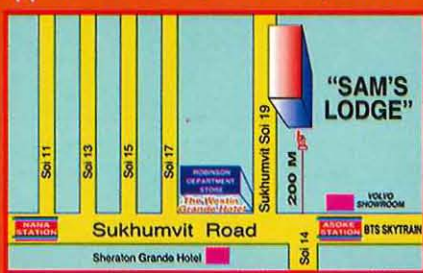 "SAM'S
LODGE"
Soi 11
Soi 13
Soi 15
Soi 17
Sukhumvit Soi 19
200 M
ROBINSON
DEPARTMENT
STORE
The Westin
Grande Hotel
VOLVO
SHOWROOM
NANA
STATION
Sukhumvit Road
ASOKE
STATION
BTS SKYTRAIN
Sheraton Grande Hotel
Soi 14